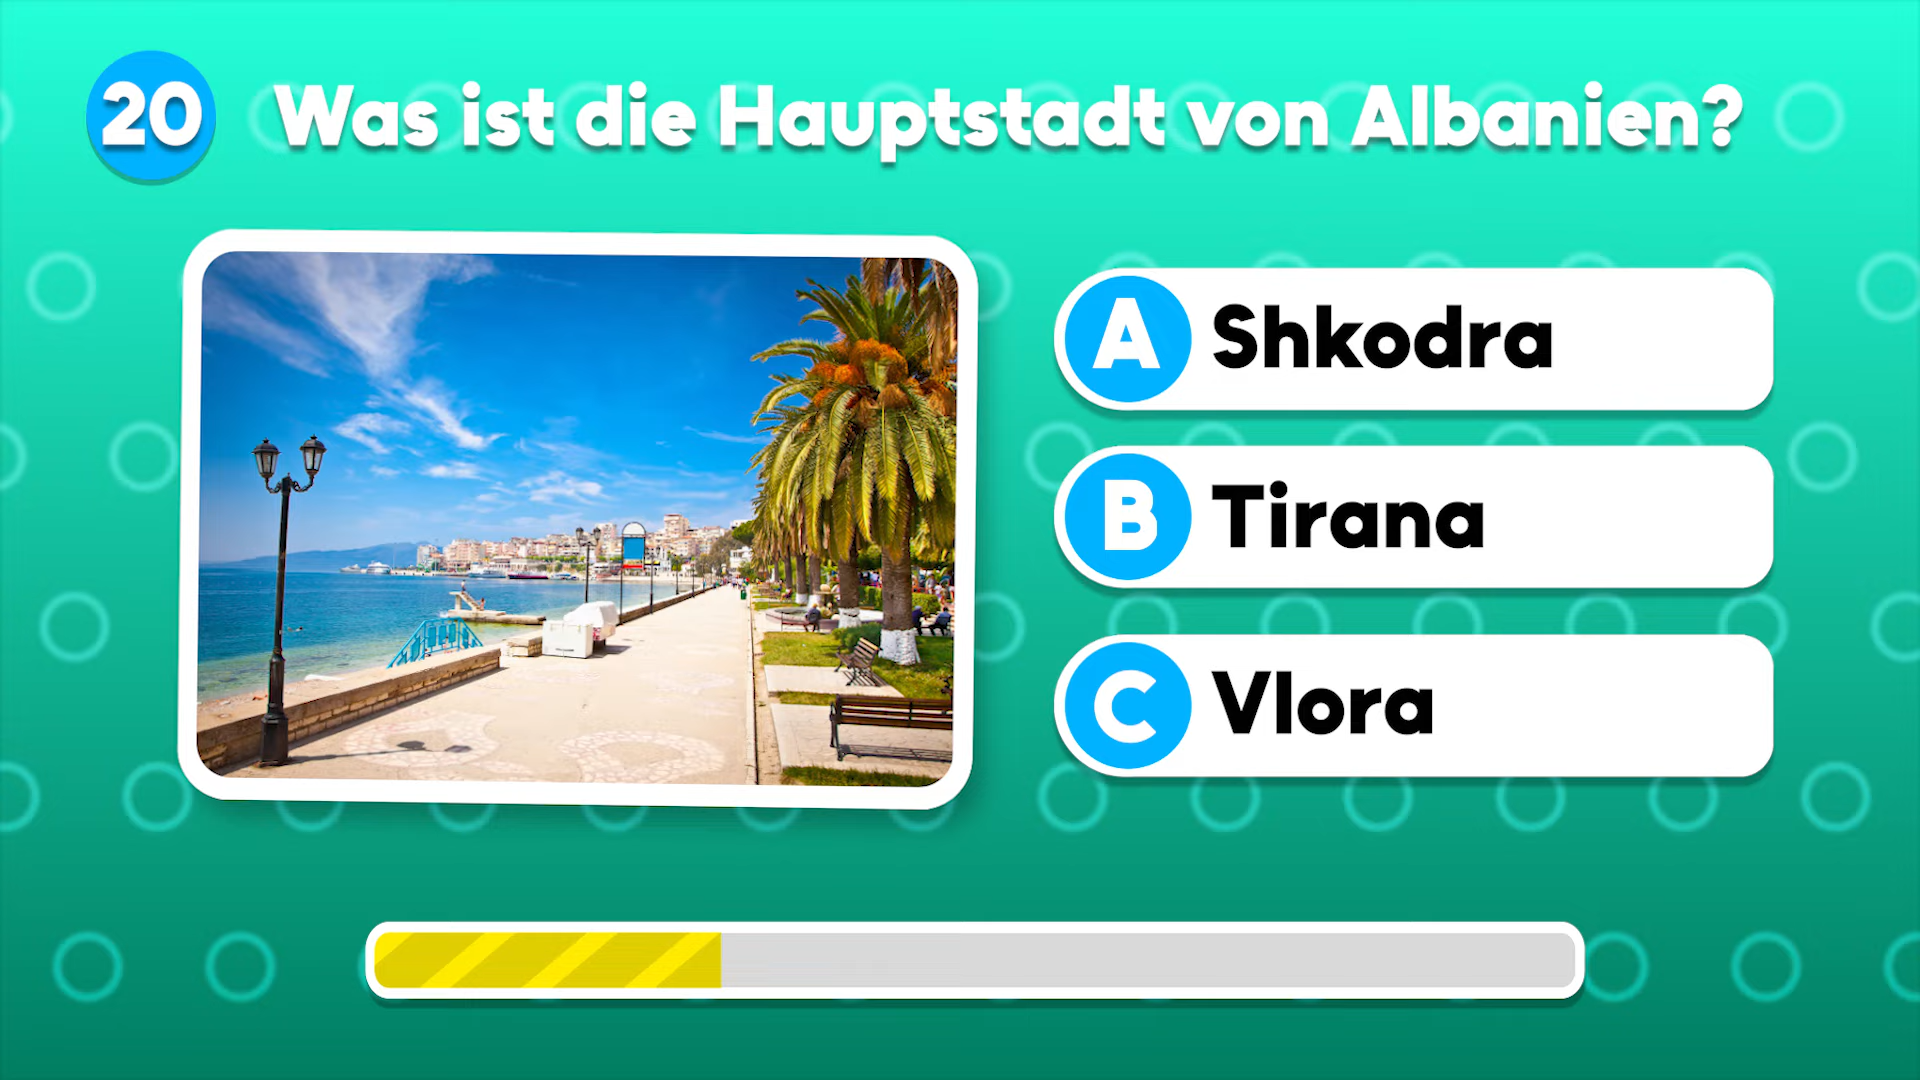 20 Was ist die Hauptstadt von Albanien?
A Shkodra
B Tirana
C Vlora